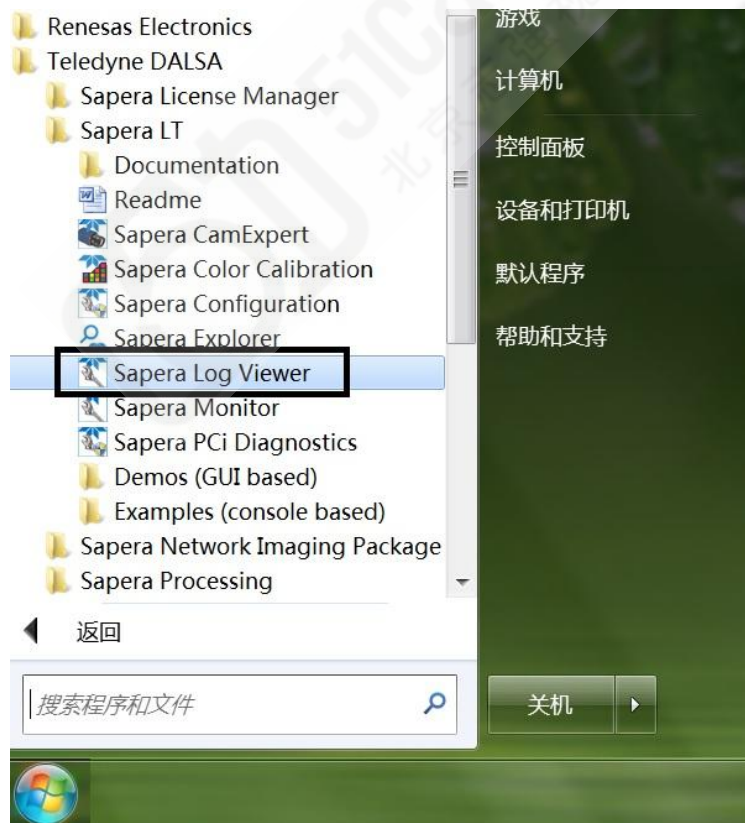 Renesas Electronics
Teledyne DALSA
Sapera License Manager
Sapera LT
Documentation
Readme
Sapera CamExpert
Sapera Color Calibration
Sapera Configuration
Sapera Explorer
Sapera Log Viewer
Sapera Monitor
Sapera PCi Diagnostics
Demos (GUI based)
Examples (console based)
Sapera Network Imaging Package
Sapera Processing
返回
搜索程序和文件
游戏
计算机
控制面板
设备和打印机
默认程序
帮助和支持
关机